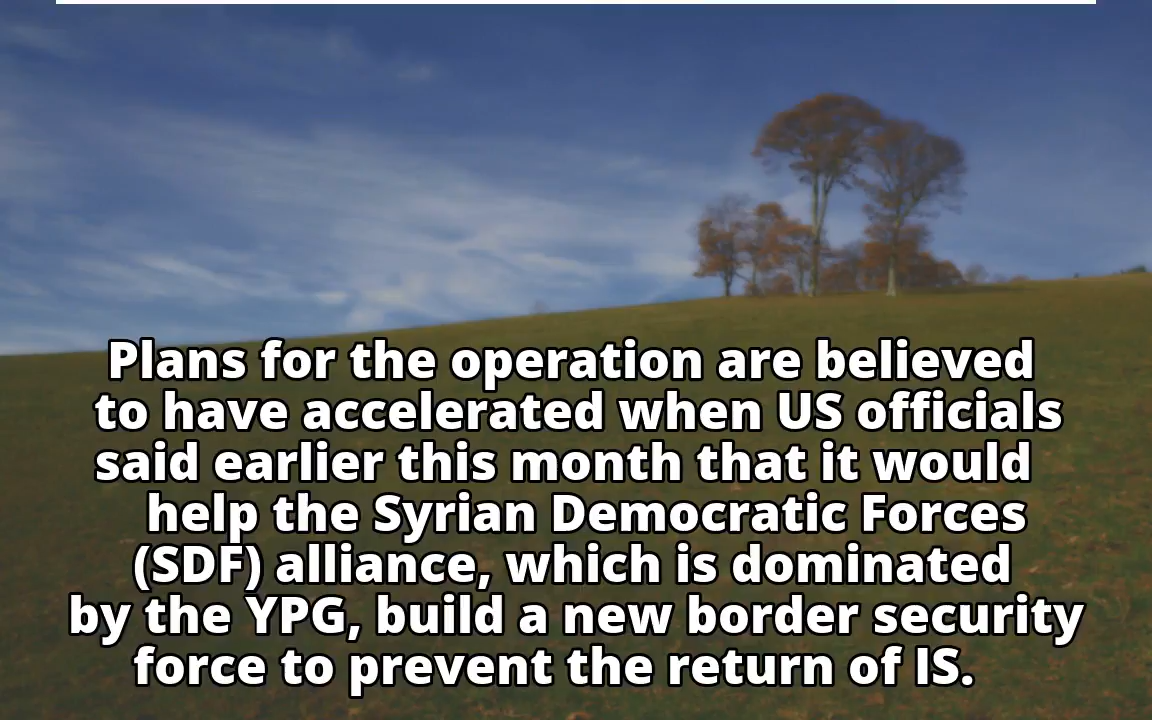 Plans for the operation are believed
to have accelerated when US officials
said earlier this month that it would
help the Syrian Democratic Forces
(SDF) alliance, which is dominated
by the YPG, build a new border security
force to prevent the return of IS.